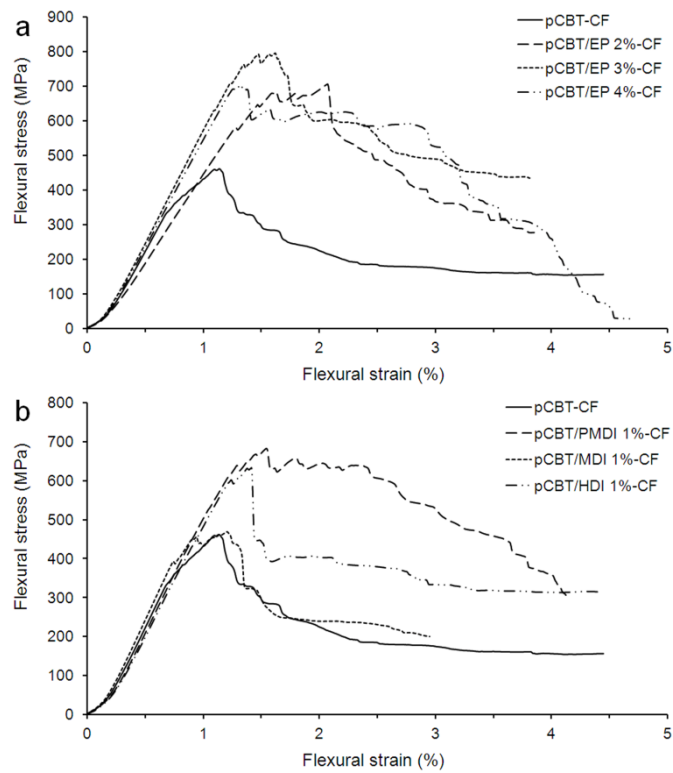 a
pCBT-CF
pCBT/EP 2%-CF
pCBT/EP 3%-CF
pCBT/EP 4%-CF
Flexural stress (MPa)
900
800
700
600
500
400
300
200
100
0
0 1 2 3 4 5
Flexural strain (%)
b
pCBT-CF
pCBT/PMDI 1%-CF
pCBT/MDI 1%-CF
pCBT/HDI 1%-CF
Flexural stress (MPa)
800
700
600
500
400
300
200
100
0
0 1 2 3 4 5
Flexural strain (%)